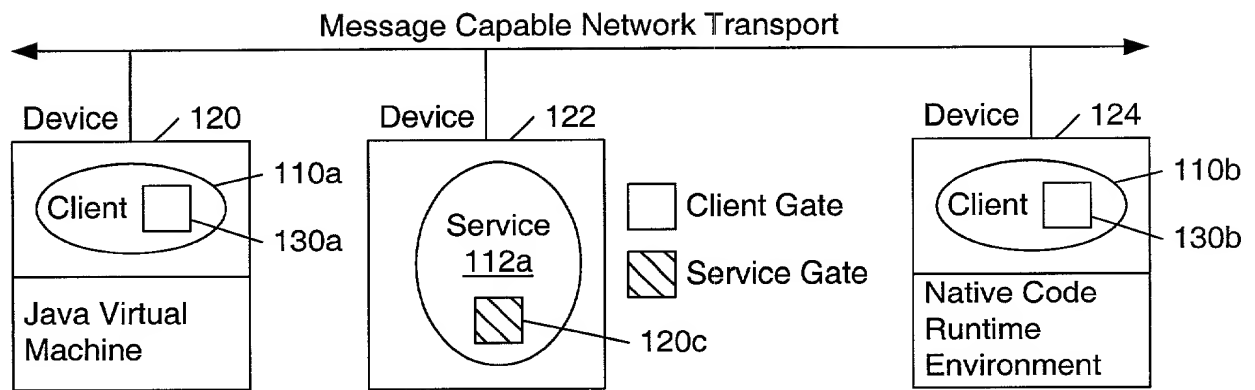 Message Capable Network Transport
Device 120
Device 122
Device 124
Client
110a
130a
Java Virtual
Machine
Service
112a
120c
Client Gate
Service Gate
Client
110b
130b
Native Code
Runtime
Environment